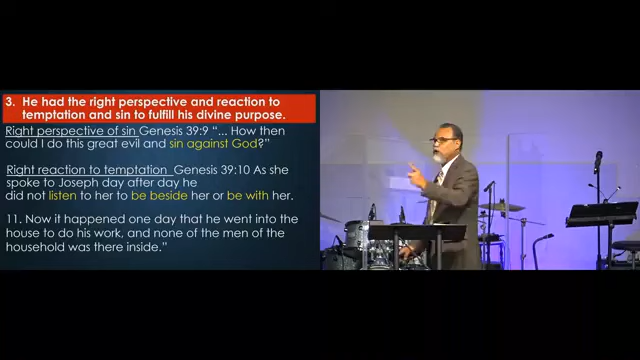 3. He had the right perspective and reaction to
temptation and sin to fulfill his divine purpose.
Right perspective of sin Genesis 39:9 “... How then
could I do this great evil and sin against God?”
Right reaction to temptation Genesis 39:10 As she
spoke to Joseph day after day he
did not listen to her to be beside her or be with her.
11. Now it happened one day that he went into the
house to do his work, and none of the men of the
household was there inside.”